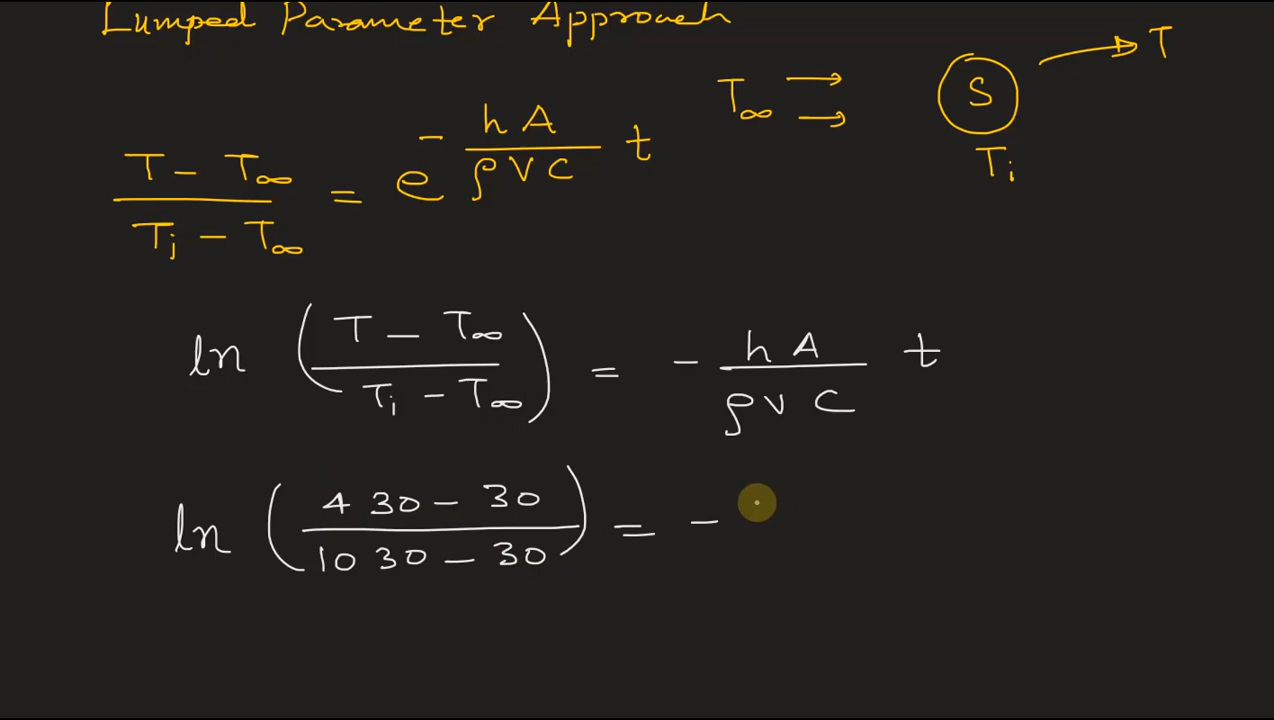 Lumped Parameter Approach
T∞ → → S → T
Ti
(T - T∞)/(Ti - T∞) = e^(-(hA/ρVC) t)
ln ((T - T∞)/(Ti - T∞)) = - (hA/ρVC) t
ln ((430 - 30)/(1030 - 30)) = -